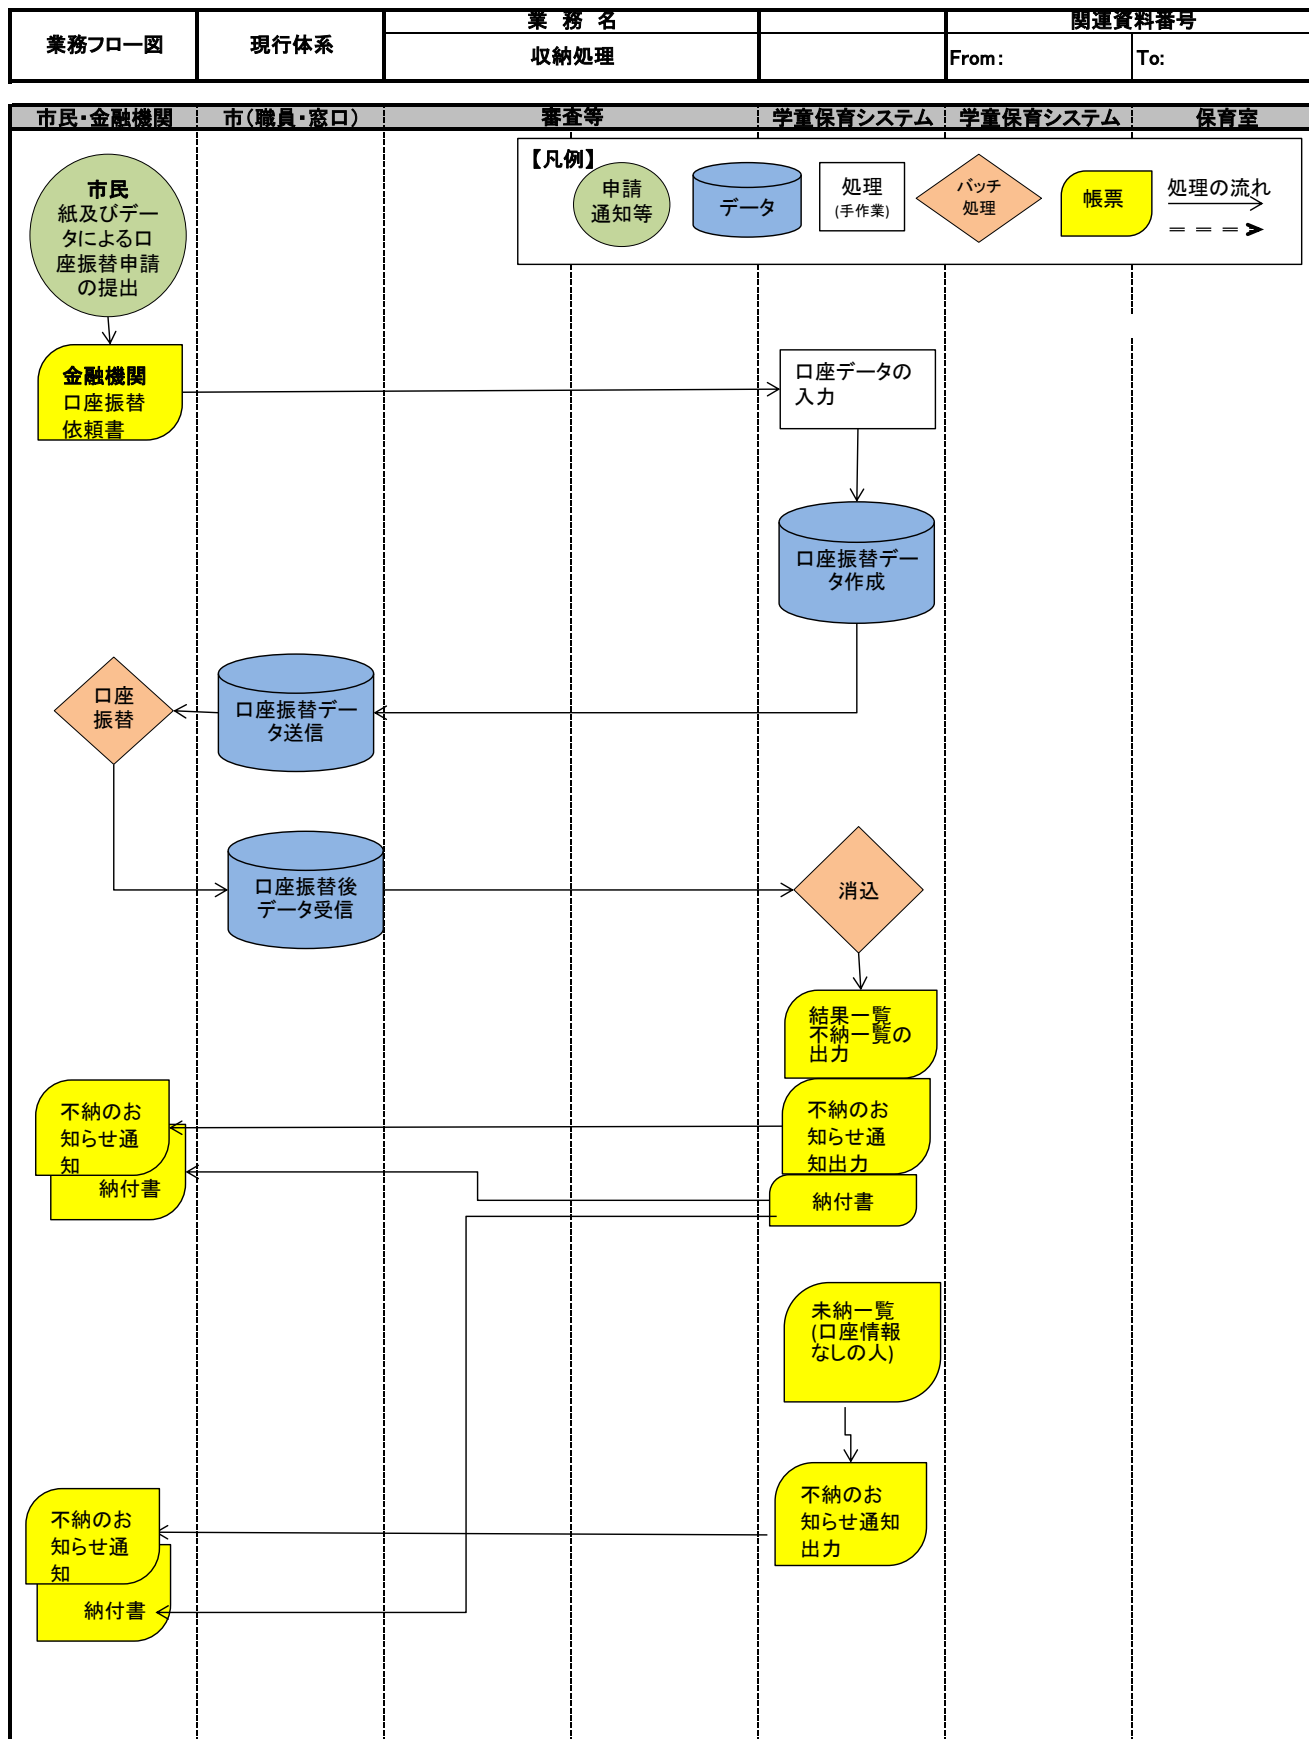 業務フロー図
現行体系
業 務 名
収納処理
関連資料番号
From:
To:
市民・金融機関
市(職員・窓口)
審査等
学童保育システム
学童保育システム
保育室
【凡例】
申請
通知等
データ
処理
(手作業)
バッチ
処理
帳票
処理の流れ
市民
紙及びデー
タによる口
座振替申請
の提出
金融機関
口座振替
依頼書
口座データの
入力
口座振替デー
タ作成
口座
振替
口座振替デー
タ送信
口座振替後
データ受信
消込
結果一覧
不納一覧の
出力
不納のお
知らせ通
知
納付書
不納のお
知らせ通
知出力
納付書
未納一覧
(口座情報
なしの人)
不納のお
知らせ通知
出力
不納のお
知らせ通
知
納付書